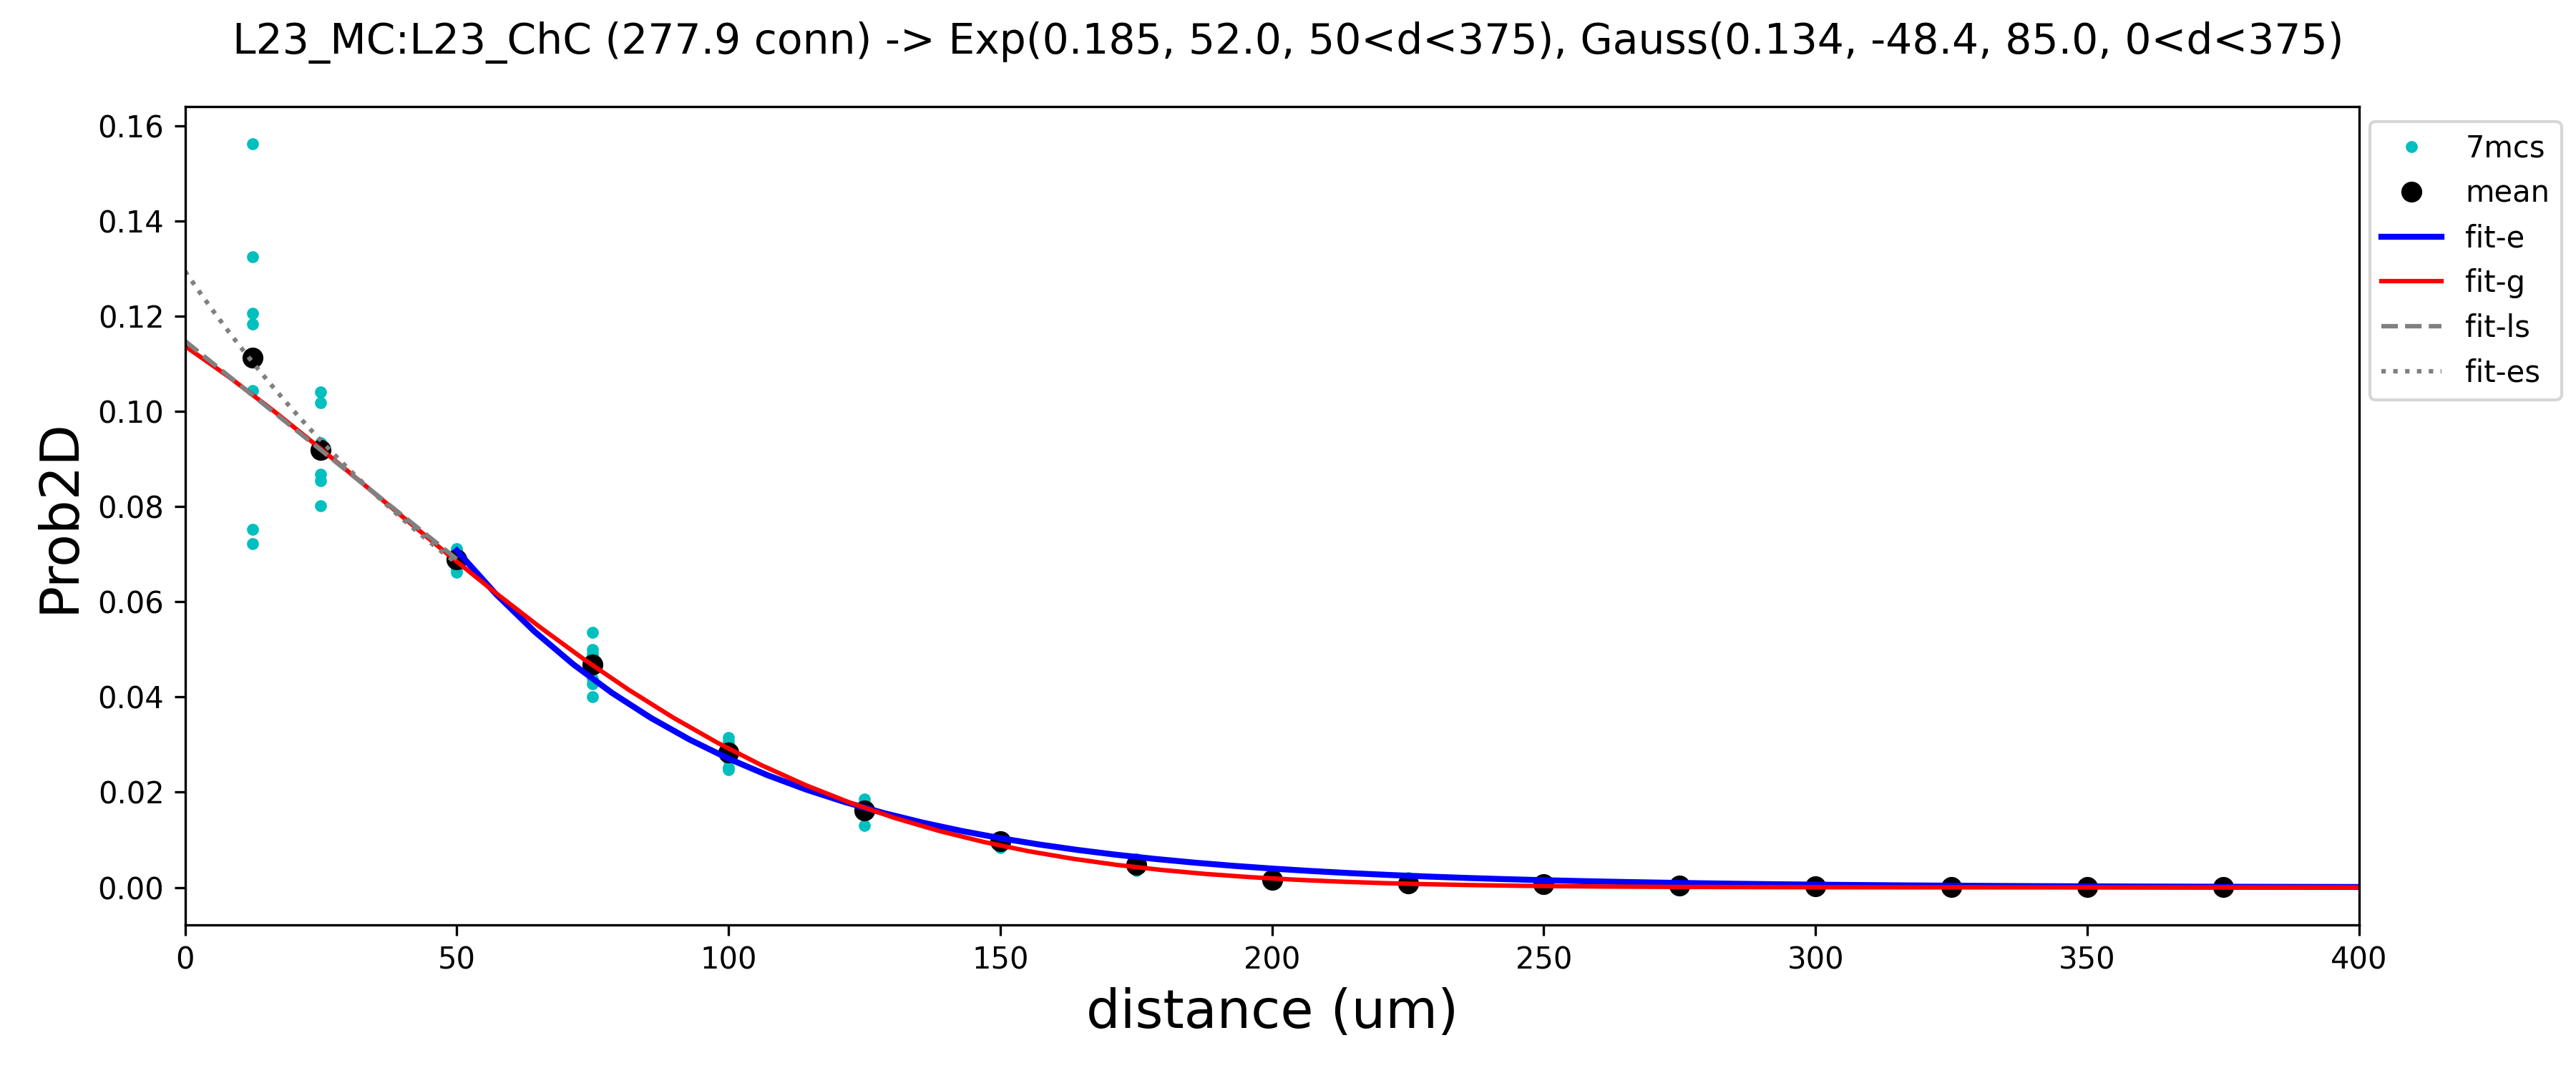 L23_MC:L23_ChC (277.9 conn) -> Exp(0.185, 52.0, 50<d<375), Gauss(0.134, -48.4, 85.0, 0<d<375)
0.16
0.14
0.12
0.10
0.08
0.06
0.04
0.02
0.00
Prob2D
0 50 100 150 200 250 300 350 400
distance (um)
7mcs
mean
fit-e
fit-g
fit-ls
fit-es